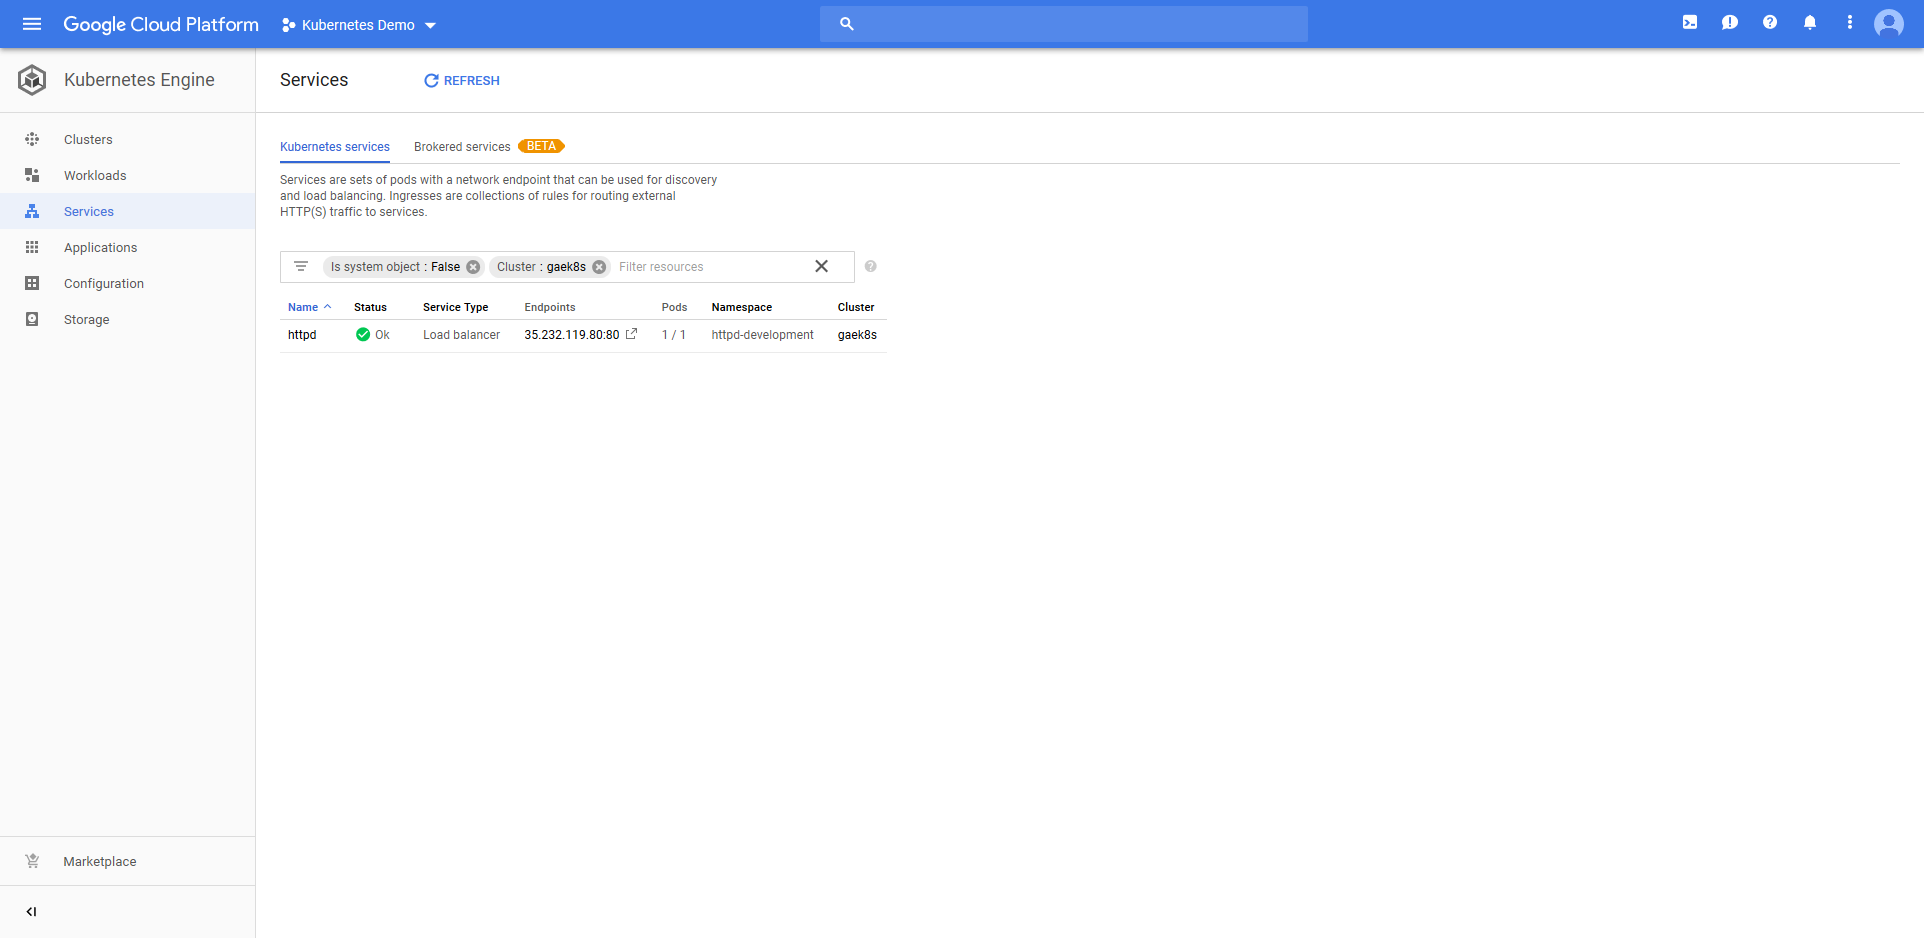 Google Cloud Platform
Kubernetes Demo
Kubernetes Engine
Services
REFRESH
Clusters
Workloads
Services
Applications
Configuration
Storage
Marketplace
Kubernetes services
Brokered services
BETA
Services are sets of pods with a network endpoint that can be used for discovery
and load balancing. Ingresses are collections of rules for routing external
HTTP(S) traffic to services.
Is system object : False Cluster : gaek8s Filter resources
Name Status Service Type Endpoints Pods Namespace Cluster
httpd Ok Load balancer 35.232.119.80:80 1 / 1 httpd-development gaek8s